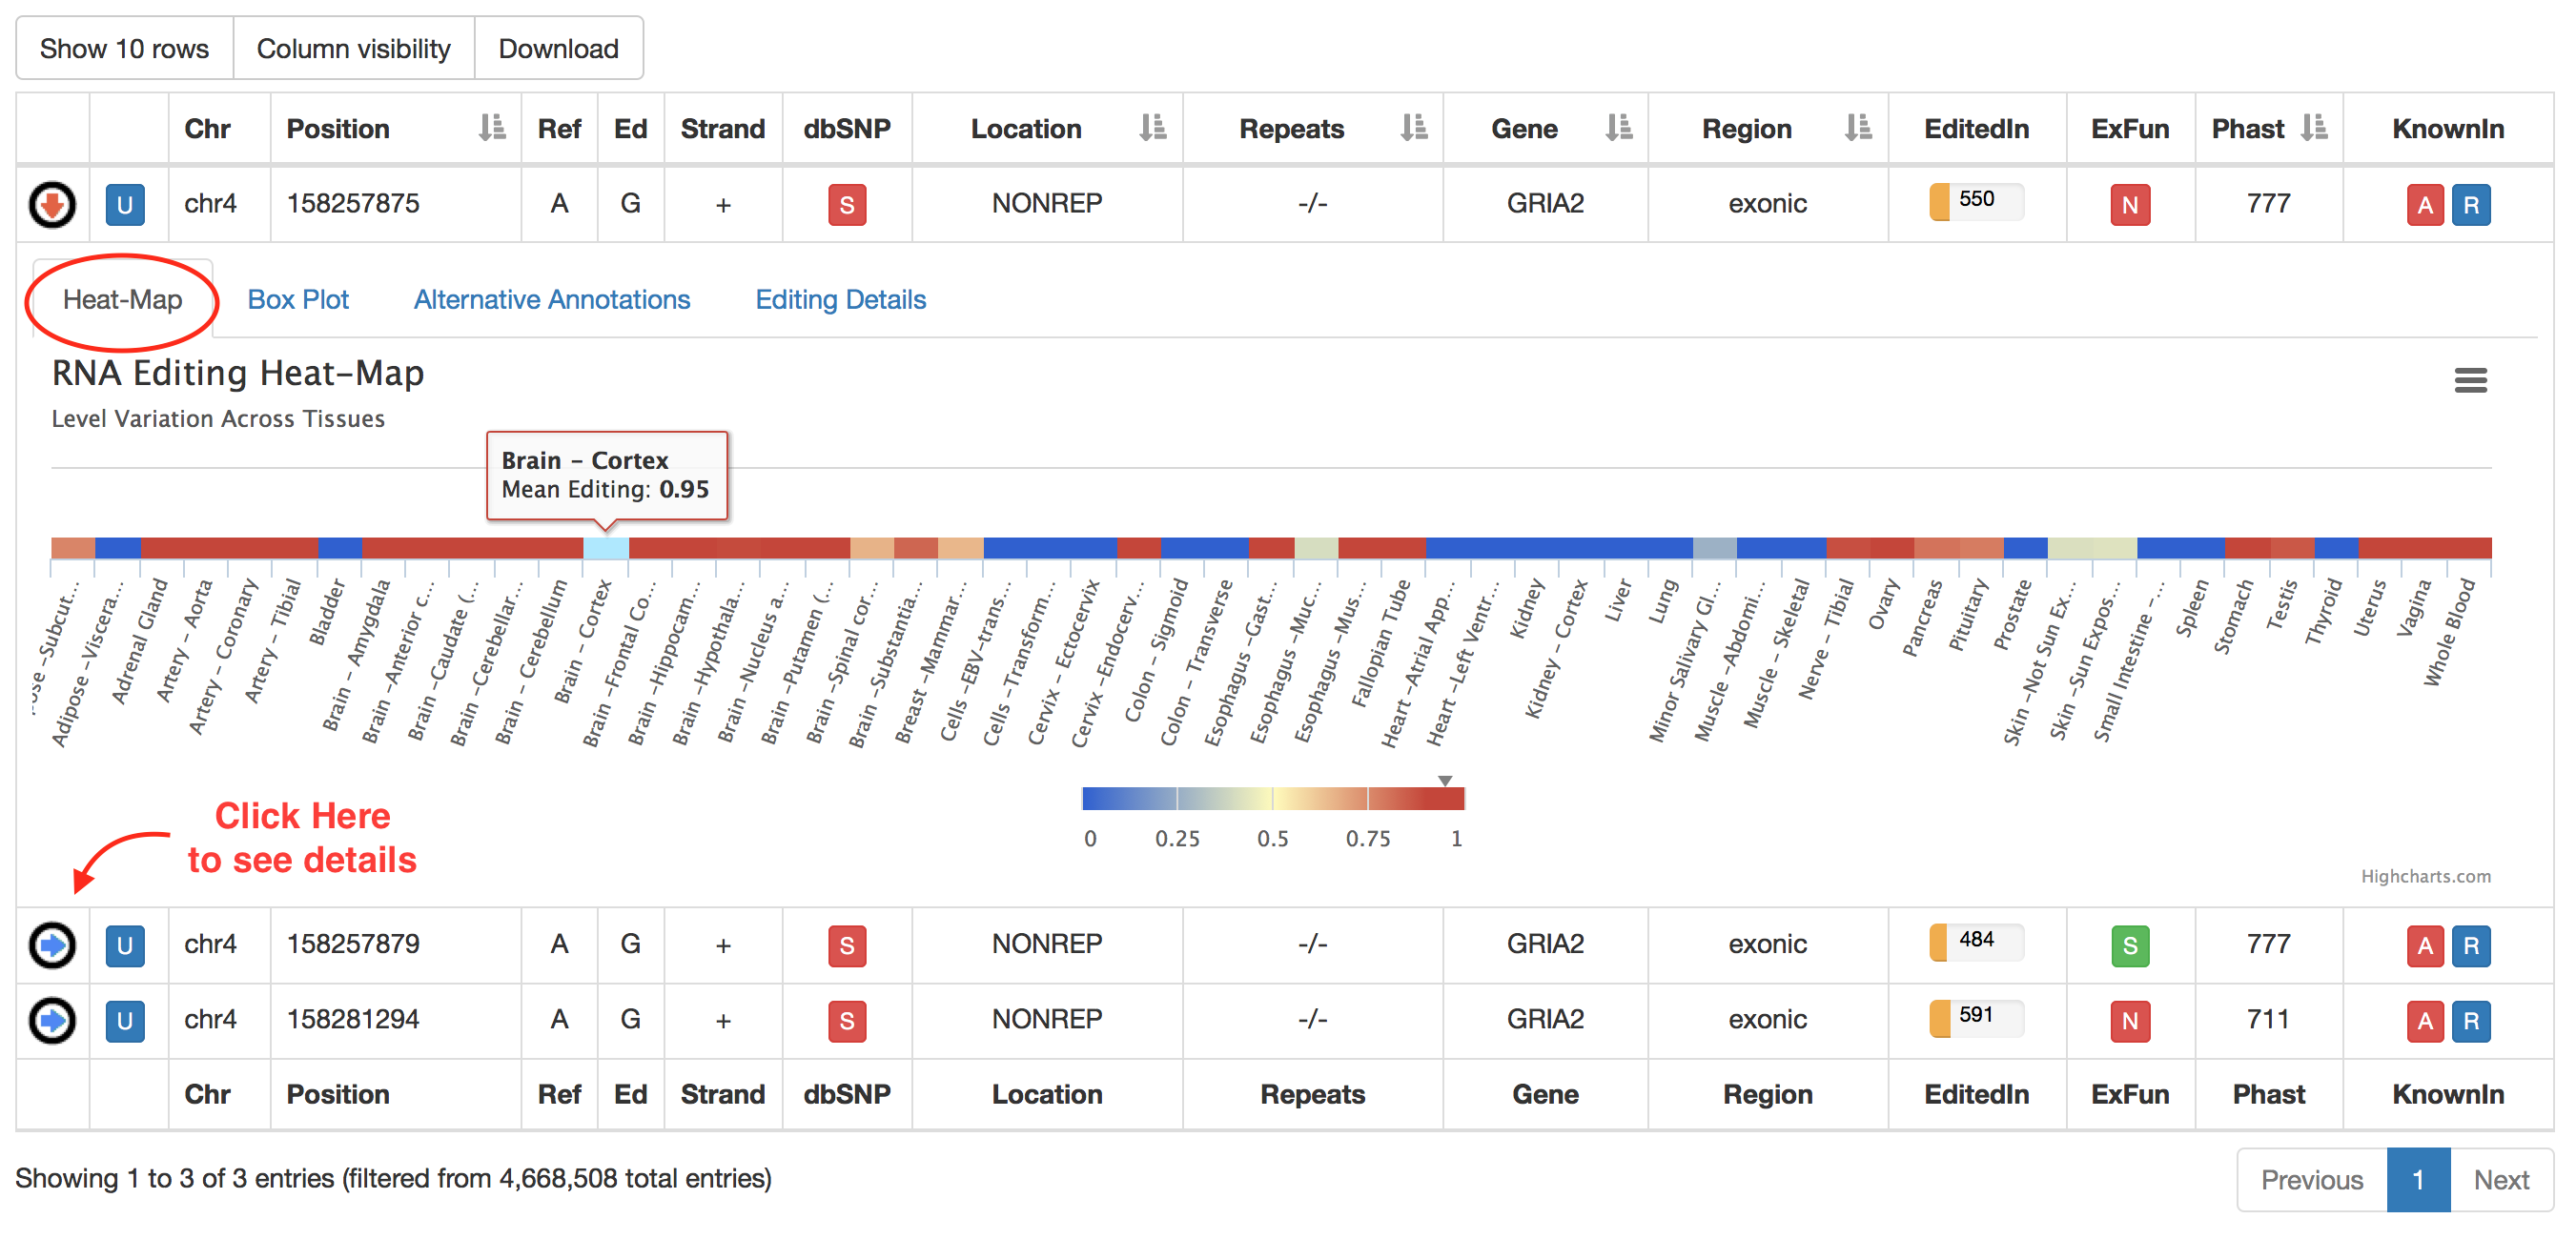 Show 10 rows Column visibility Download
Chr Position Ref Ed Strand dbSNP Location Repeats Gene Region EditedIn ExFun Phast KnownIn
U chr4 158257875 A G + S NONREP -/- GRIA2 exonic 550 N 777 A R
Heat-Map Box Plot Alternative Annotations Editing Details
RNA Editing Heat-Map
Level Variation Across Tissues
Brain - Cortex
Mean Editing: 0.95
ose -Subcut...
Adipose -Viscera...
Adrenal Gland
Artery - Aorta
Artery - Coronary
Artery - Tibial
Bladder
Brain - Amygdala
Brain -Anterior c...
Brain -Caudate (...
Brain -Cerebellar...
Brain - Cerebellum
Brain - Cortex
Brain -Frontal Co...
Brain -Hippocam...
Brain -Hypothala...
Brain -Nucleus a...
Brain -Putamen (...
Brain -Spinal cor...
Brain -Substantia...
Breast -Mammar...
Cells -EBV-trans...
Cells -Transform...
Cervix - Ectocervix
Cervix -Endocerv...
Colon - Sigmoid
Colon - Transverse
Esophagus -Gast...
Esophagus -Muc...
Esophagus -Mus...
Fallopian Tube
Heart -Atrial App...
Heart -Left Ventr...
Kidney
Kidney - Cortex
Liver
Lung
Minor Salivary Gl...
Muscle -Abdomi...
Muscle - Skeletal
Nerve - Tibial
Ovary
Pancreas
Pituitary
Prostate
Skin -Not Sun Ex...
Skin -Sun Expos...
Small Intestine -...
Spleen
Stomach
Testis
Thyroid
Uterus
Vagina
Whole Blood
0 0.25 0.5 0.75 1
Click Here
to see details
Highcharts.com
U chr4 158257879 A G + S NONREP -/- GRIA2 exonic 484 S 777 A R
U chr4 158281294 A G + S NONREP -/- GRIA2 exonic 591 N 711 A R
Chr Position Ref Ed Strand dbSNP Location Repeats Gene Region EditedIn ExFun Phast KnownIn
Showing 1 to 3 of 3 entries (filtered from 4,668,508 total entries)
Previous 1 Next